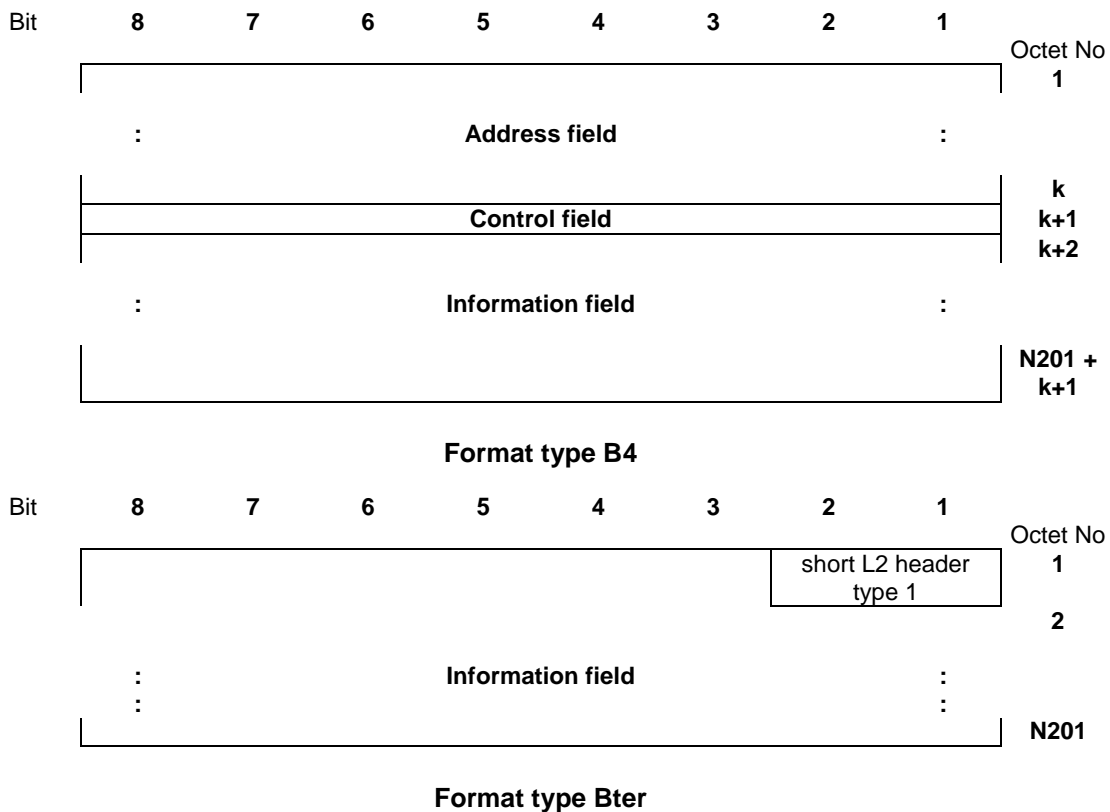 Bit 8 7 6 5 4 3 2 1
Octet No
1
: Address field :
k
Control field k+1
k+2
: Information field :
N201 +
k+1
Format type B4
Bit 8 7 6 5 4 3 2 1
Octet No
short L2 header 1
type 1
2
: Information field :
: :
N201
Format type Bter